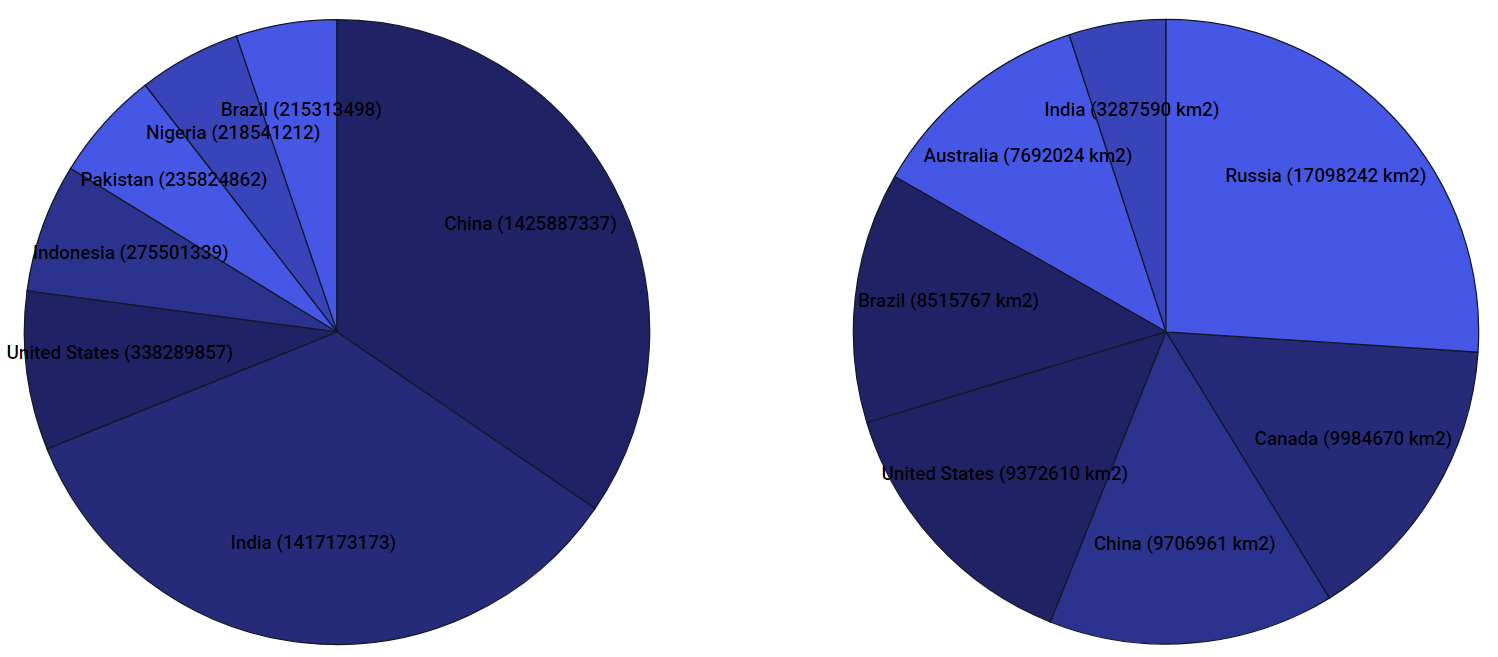 Brazil (215313498)
Nigeria (218541212)
Pakistan (235824862)
China (1425887337)
Indonesia (275501339)
United States (338289857)
India (1417173173)
India (3287590 km2)
Australia (7692024 km2)
Russia (17098242 km2)
Brazil (8515767 km2)
Canada (9984670 km2)
United States (9372610 km2)
China (9706961 km2)